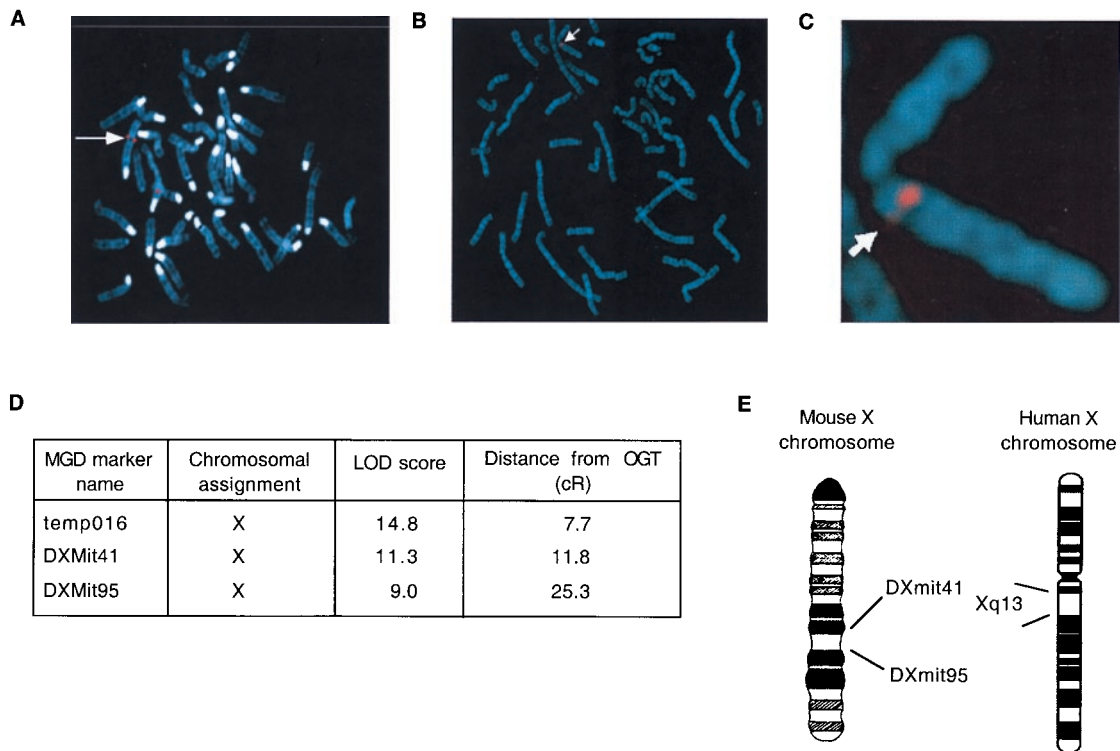 A
B
C
D
MGD marker name
Chromosomal assignment
LOD score
Distance from OGT (cR)
temp016 X 14.8 7.7
DXMit41 X 11.3 11.8
DXMit95 X 9.0 25.3
E
Mouse X
chromosome
Human X
chromosome
DXmit41
Xq13
DXmit95